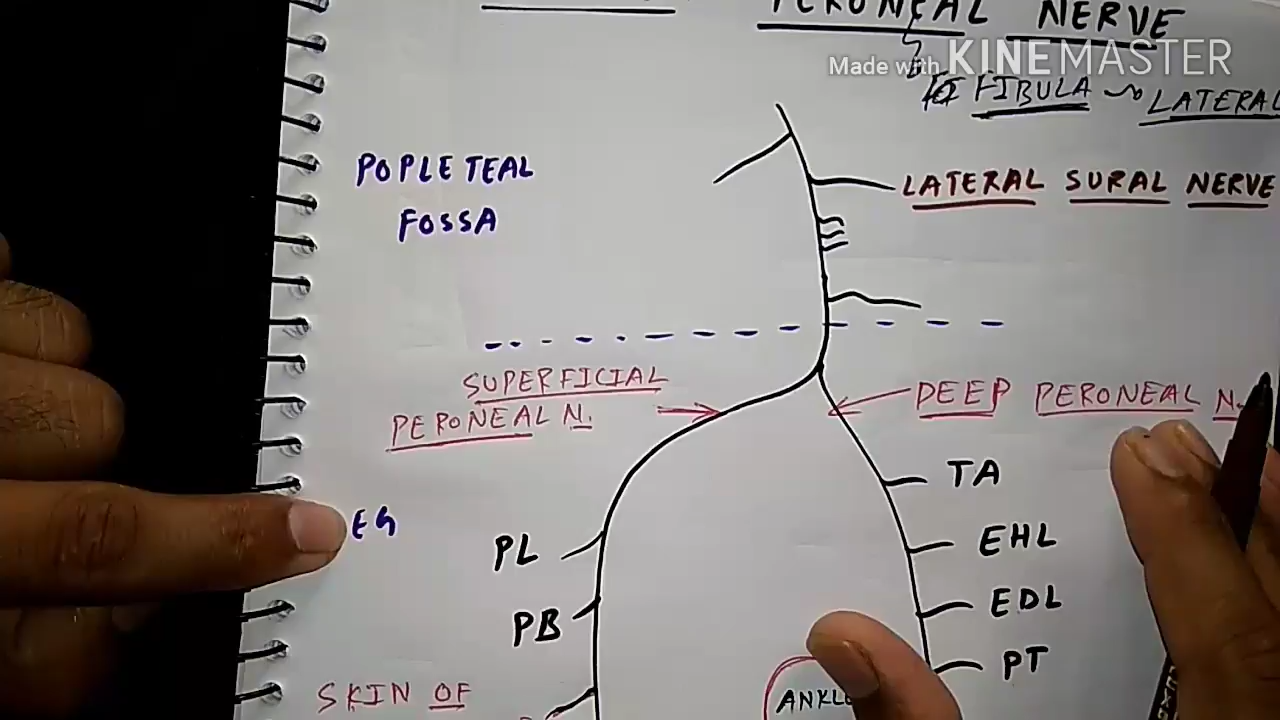 PERONEAL NERVE
Made with KINEMASTER
FIBULA LATERAL
POPLETEAL
FOSSA
LATERAL SURAL NERVE
SUPERFICIAL
PERONEAL N.
DEEP PERONEAL N.
TA
EG
PL
EHL
PB
EDL
PT
SKIN OF
ANKLE